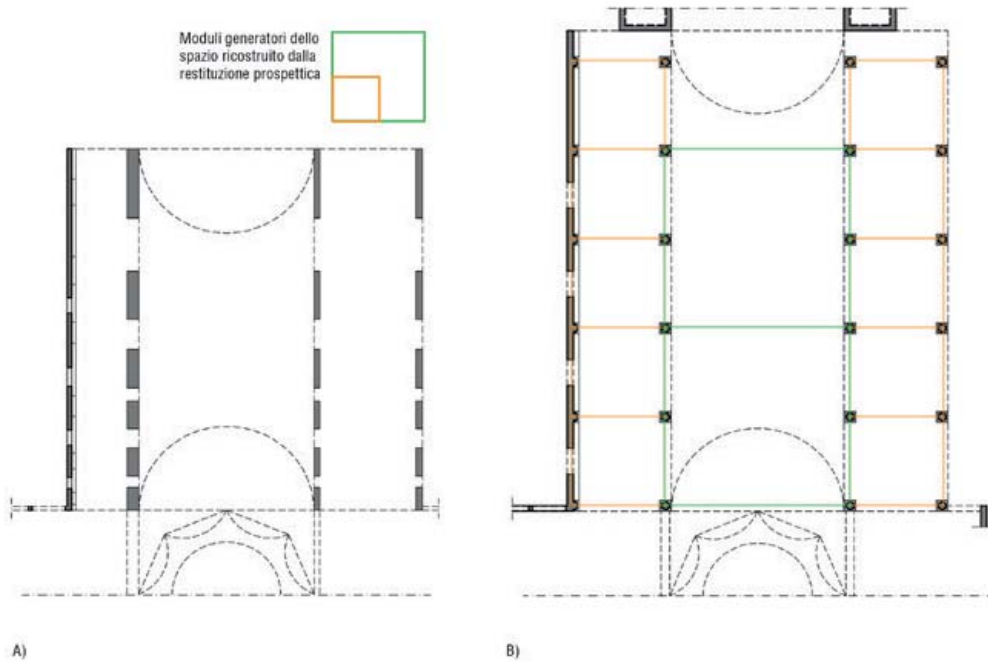 Moduli generatori dello
spazio ricostruito dalla
restituzione prospettica
A)
B)